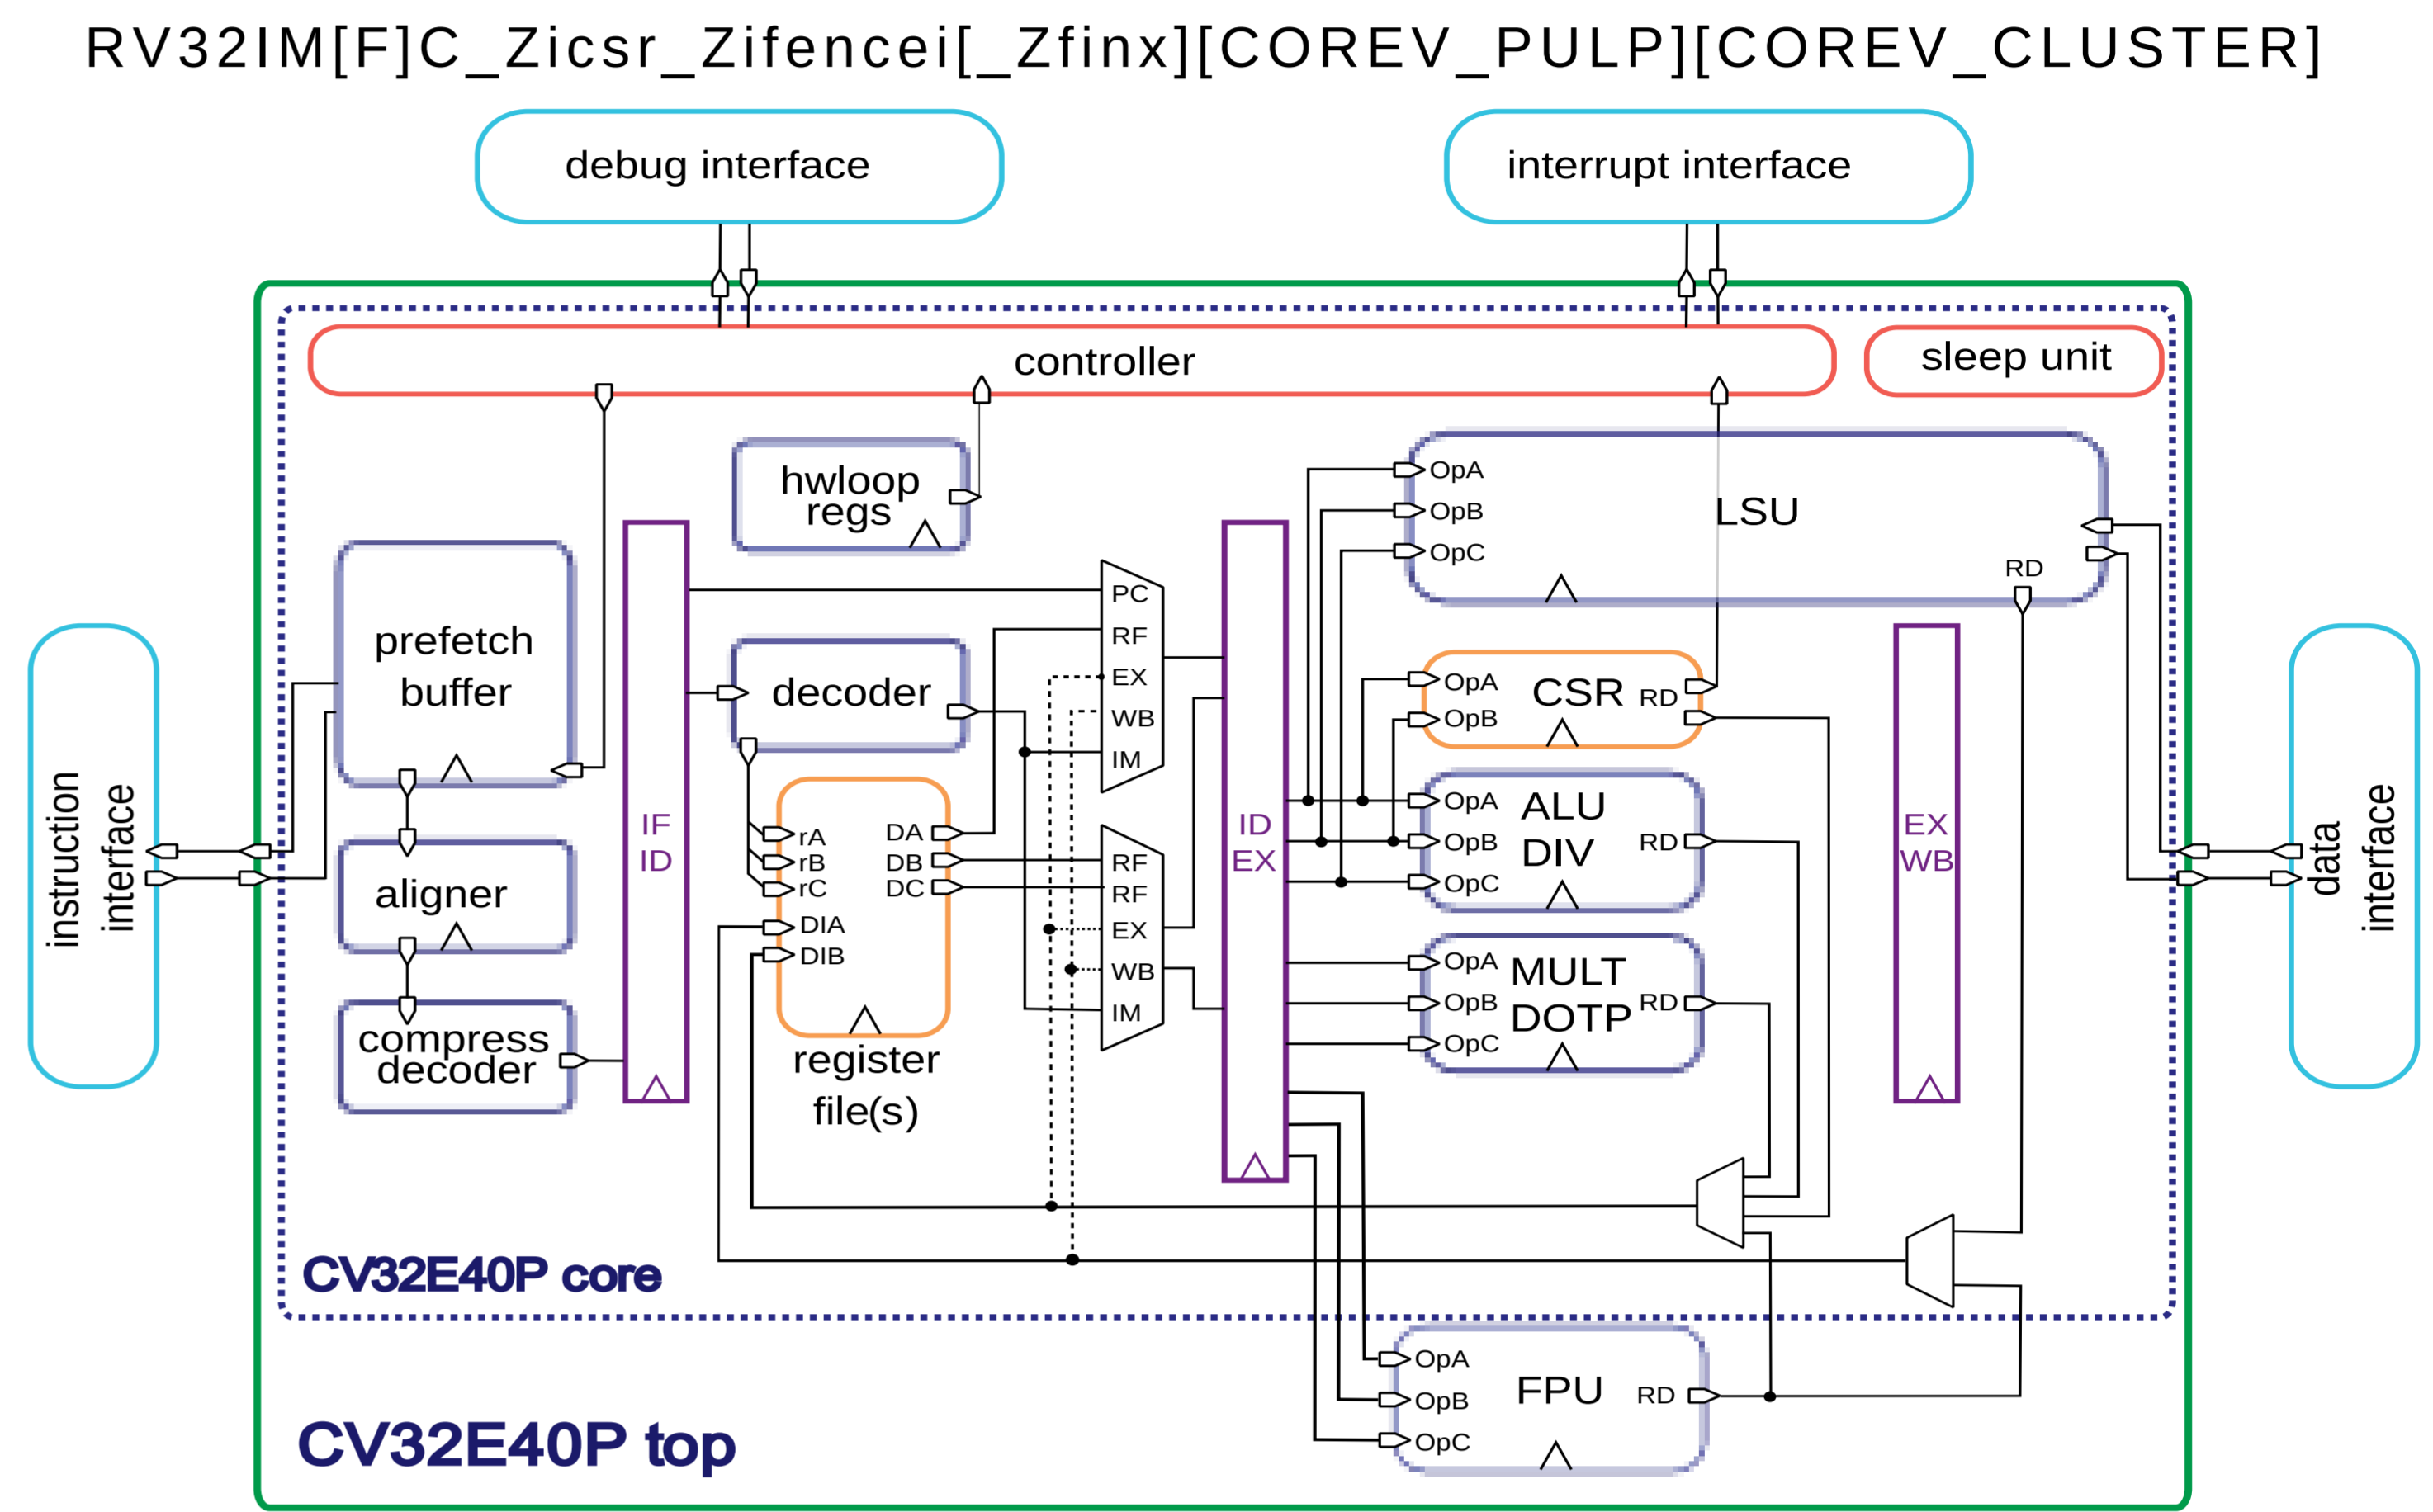 RV32IM[F]C_Zicsr_Zifencei[_Zfinx][COREV_PULP][COREV_CLUSTER]
debug interface
interrupt interface
controller
sleep unit
hwloop
regs
OpA
OpB
OpC
LSU
RD
prefetch
buffer
aligner
compress
decoder
instruction
interface
IF
ID
decoder
rA
rB
rC
DIA
DIB
DA
DB
DC
register
file(s)
PC
RF
EX
WB
IM
RF
RF
EX
WB
IM
ID
EX
OpA
OpB
CSR
RD
OpA
OpB
OpC
ALU
DIV
RD
OpA
OpB
OpC
MULT
DOTP
RD
EX
WB
data
interface
CV32E40P core
OpA
OpB
OpC
FPU
RD
CV32E40P top